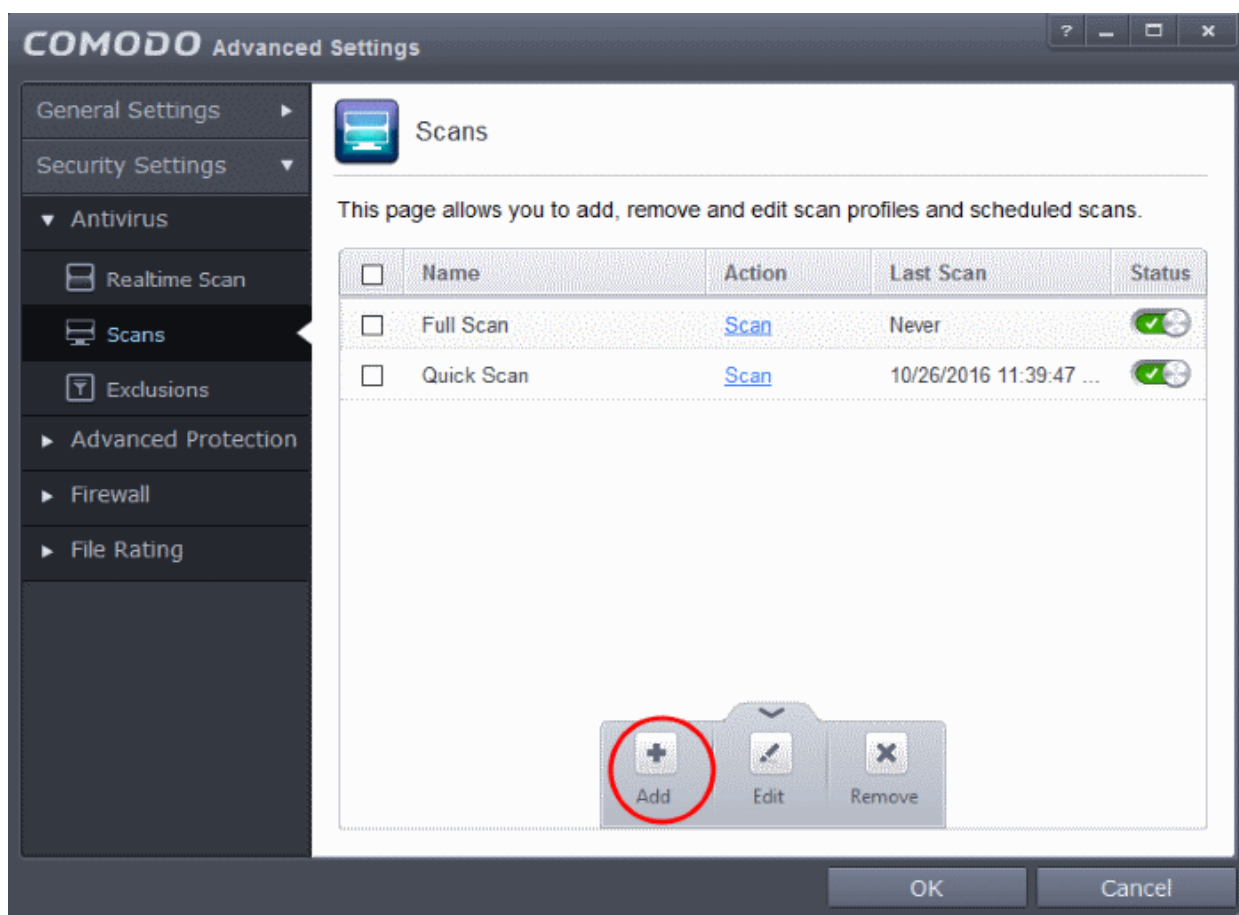 COMODO Advanced Settings
General Settings
Security Settings
Antivirus
Realtime Scan
Scans
Exclusions
Advanced Protection
Firewall
File Rating
Scans
This page allows you to add, remove and edit scan profiles and scheduled scans.
Name Action Last Scan Status
Full Scan Scan Never
Quick Scan Scan 10/26/2016 11:39:47 ...
Add Edit Remove
OK Cancel